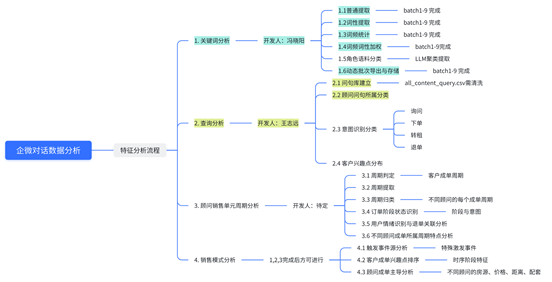 企微对话数据分析
特征分析流程
1. 关键词分析
开发人：冯晓阳
1.1普通提取
batch1-9 完成
1.2词性提取
batch1-9 完成
1.3词频统计
batch1-9 完成
1.4词频词性加权
batch1-9完成
1.5角色语料分类
LLM聚类提取
1.6动态批次导出与存储
batch1-9 完成
2. 查询分析
开发人：王志远
2.1 问句库建立
all_content_query.csv需清洗
2.2 顾问问句所属分类
2.3 意图识别分类
询问
下单
转租
退单
2.4 客户兴趣点分布
3. 顾问销售单元周期分析
开发人：待定
3.1 周期判定
客户成单周期
3.2 周期提取
3.3 周期归类
不同顾问的每个成单周期
3.4 订单阶段状态识别
阶段与意图
3.5 用户情绪识别与退单关联分析
3.6 不同顾问成单所属周期特点分析
4. 销售模式分析
1,2,3完成后方可进行
4.1 触发事件源分析
特殊激发事件
4.2 客户成单兴趣点排序
时序阶段特征
4.3 顾问成单主导分析
不同顾问的房源、价格、距离、配套